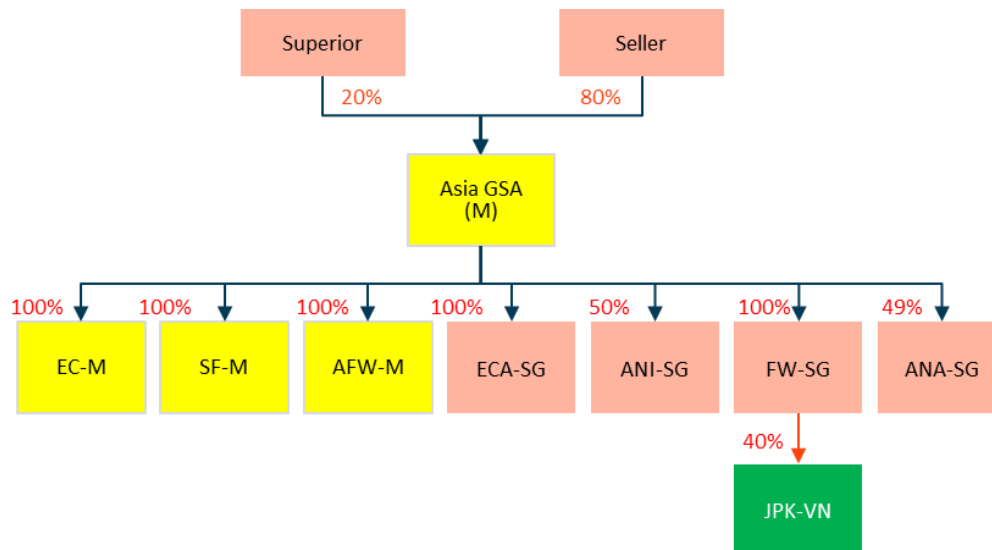 Superior
Seller
20%
80%
Asia GSA
(M)
100%
100%
100%
100%
50%
100%
49%
EC-M
SF-M
AFW-M
ECA-SG
ANI-SG
FW-SG
ANA-SG
40%
JPK-VN